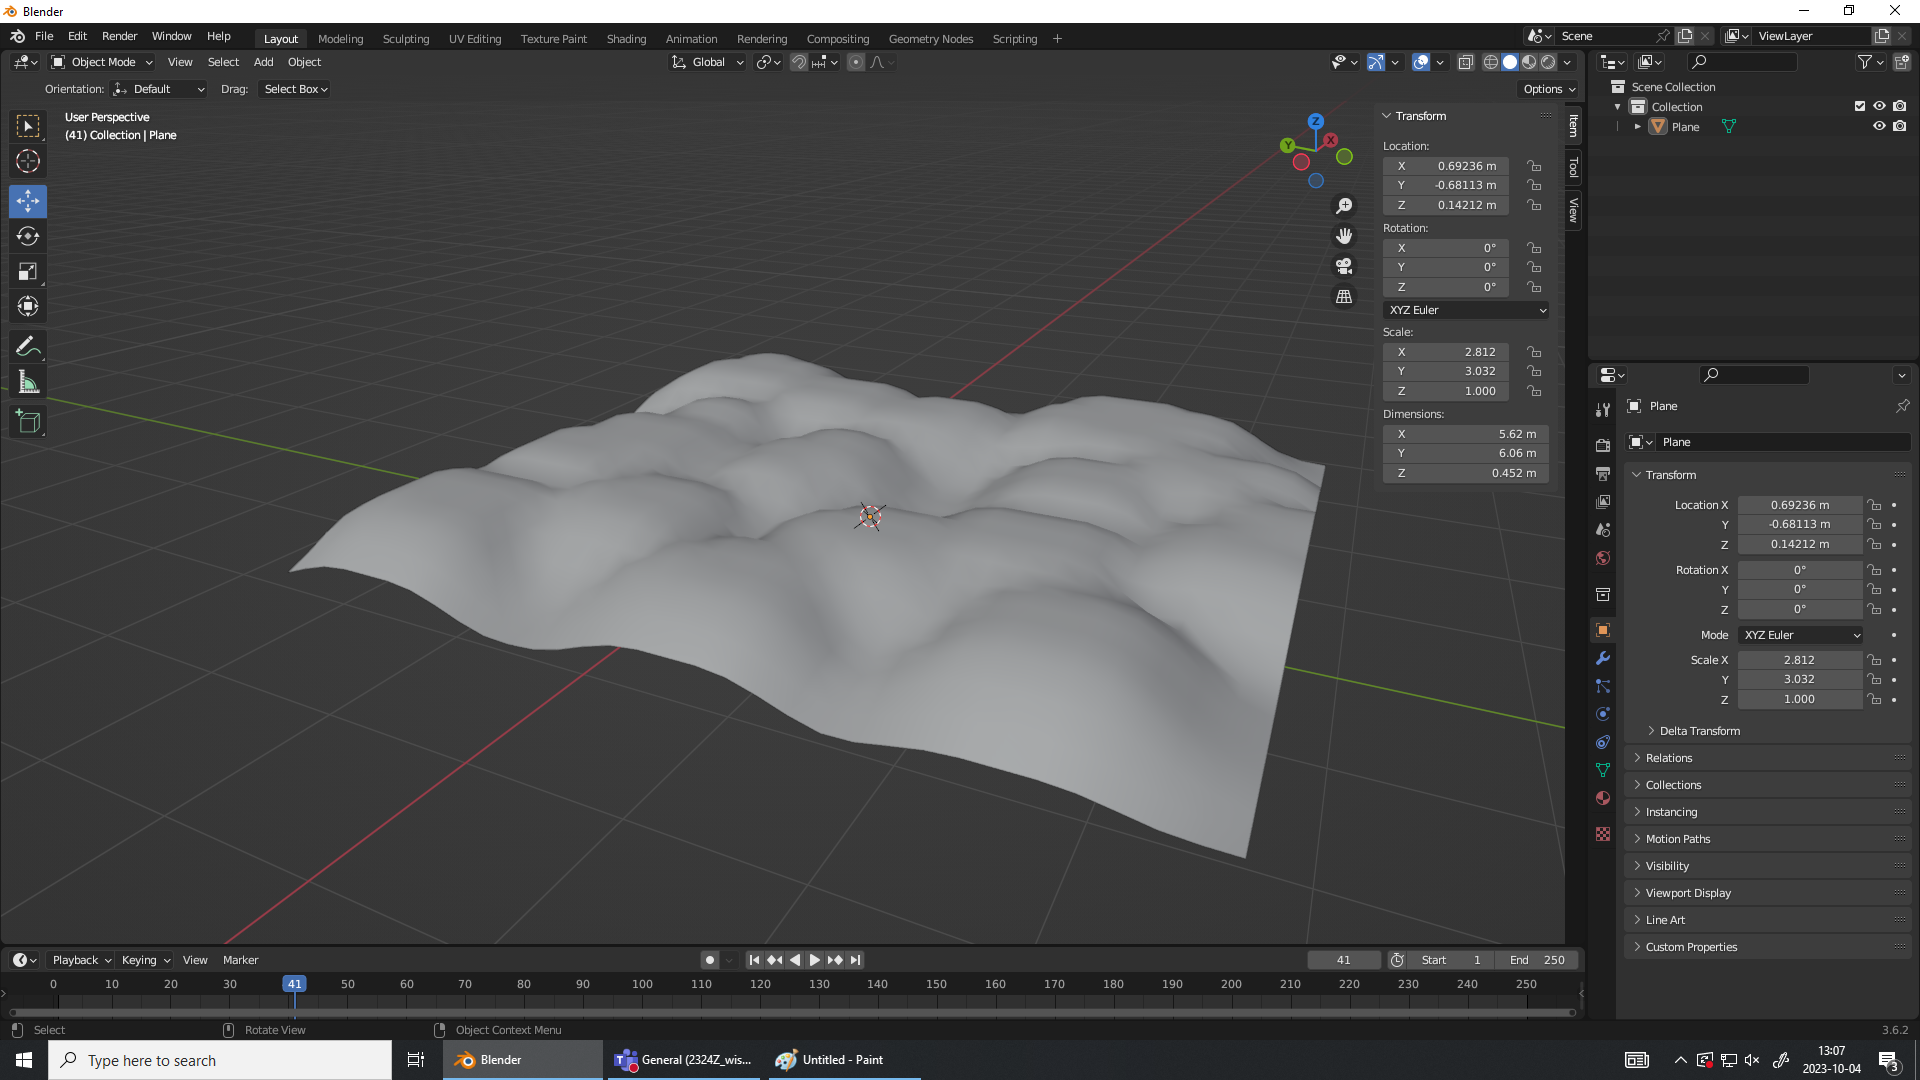 Blender
File Edit Render Window Help Layout Modeling Sculpting UV Editing Texture Paint Shading Animation Rendering Compositing Geometry Nodes Scripting + Scene ViewLayer
Object Mode View Select Add Object Global
Orientation: Default Drag: Select Box Options
User Perspective
(41) Collection | Plane
Z
X
Y
Transform
Location:
X 0.69236 m
Y -0.68113 m
Z 0.14212 m
Rotation:
X 0°
Y 0°
Z 0°
XYZ Euler
Scale:
X 2.812
Y 3.032
Z 1.000
Dimensions:
X 5.62 m
Y 6.06 m
Z 0.452 m
Item
Tool
View
Scene Collection
Collection
Plane
Plane
Plane
Transform
Location X 0.69236 m
Y -0.68113 m
Z 0.14212 m
Rotation X 0°
Y 0°
Z 0°
Mode XYZ Euler
Scale X 2.812
Y 3.032
Z 1.000
Delta Transform
Relations
Collections
Instancing
Motion Paths
Visibility
Viewport Display
Line Art
Custom Properties
Playback Keying View Marker 41 Start 1 End 250
0 10 20 30 41 50 60 70 80 90 100 110 120 130 140 150 160 170 180 190 200 210 220 230 240 250
Select Rotate View Object Context Menu 3.6.2
Type here to search Blender General (2324Z_wis... Untitled - Paint
13:07
2023-10-04
3